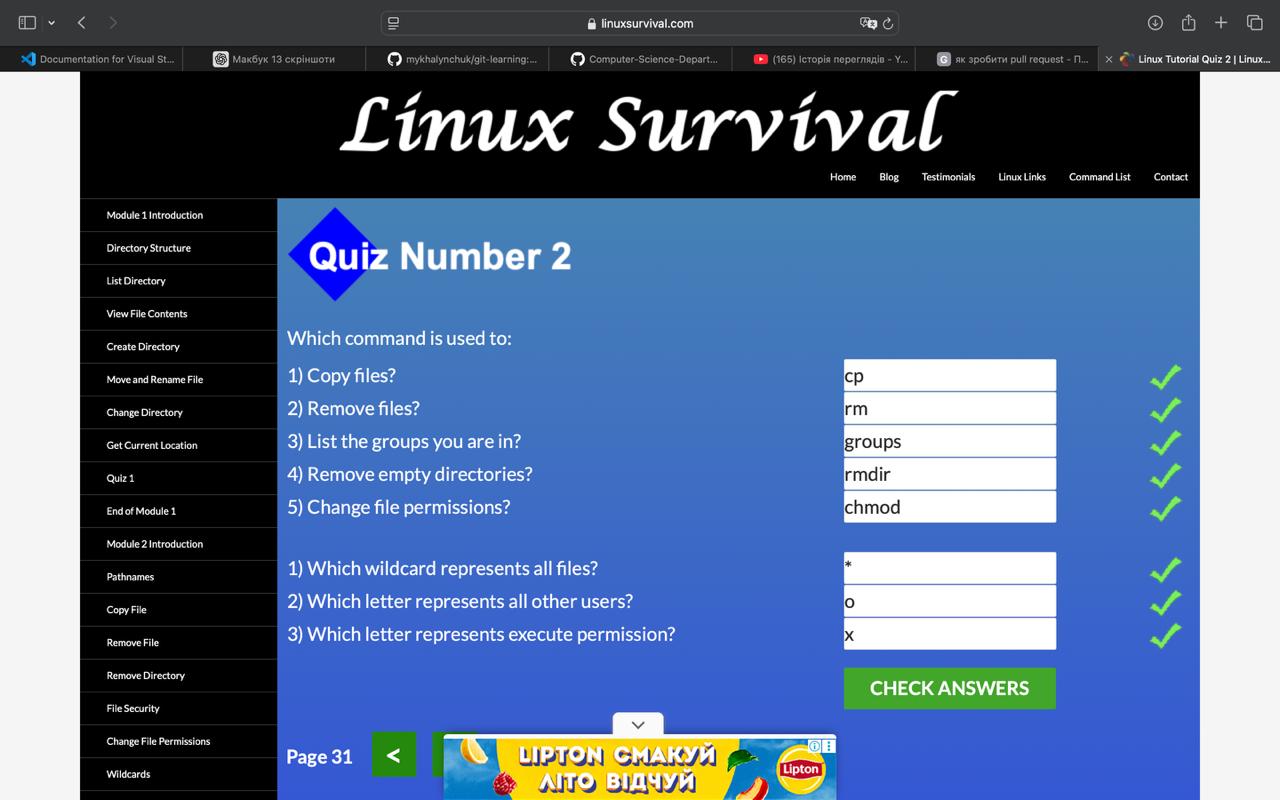 linuxsurvival.com
Documentation for Visual St...
Макбук 13 скріншоти
mykhalynchuk/git-learning:...
Computer-Science-Depart...
(165) Історія переглядів - Y...
G як зробити pull request - П...
Linux Tutorial Quiz 2 | Linux...
Linux Survival
Home Blog Testimonials Linux Links Command List Contact
Module 1 Introduction
Directory Structure
List Directory
View File Contents
Create Directory
Move and Rename File
Change Directory
Get Current Location
Quiz 1
End of Module 1
Module 2 Introduction
Pathnames
Copy File
Remove File
Remove Directory
File Security
Change File Permissions
Wildcards
Quiz Number 2
Which command is used to:
1) Copy files? cp
2) Remove files? rm
3) List the groups you are in? groups
4) Remove empty directories? rmdir
5) Change file permissions? chmod
1) Which wildcard represents all files? *
2) Which letter represents all other users? o
3) Which letter represents execute permission? x
CHECK ANSWERS
Page 31 <
LIPTON СМАКУЙ
ЛІТО ВІДЧУЙ
Lipton